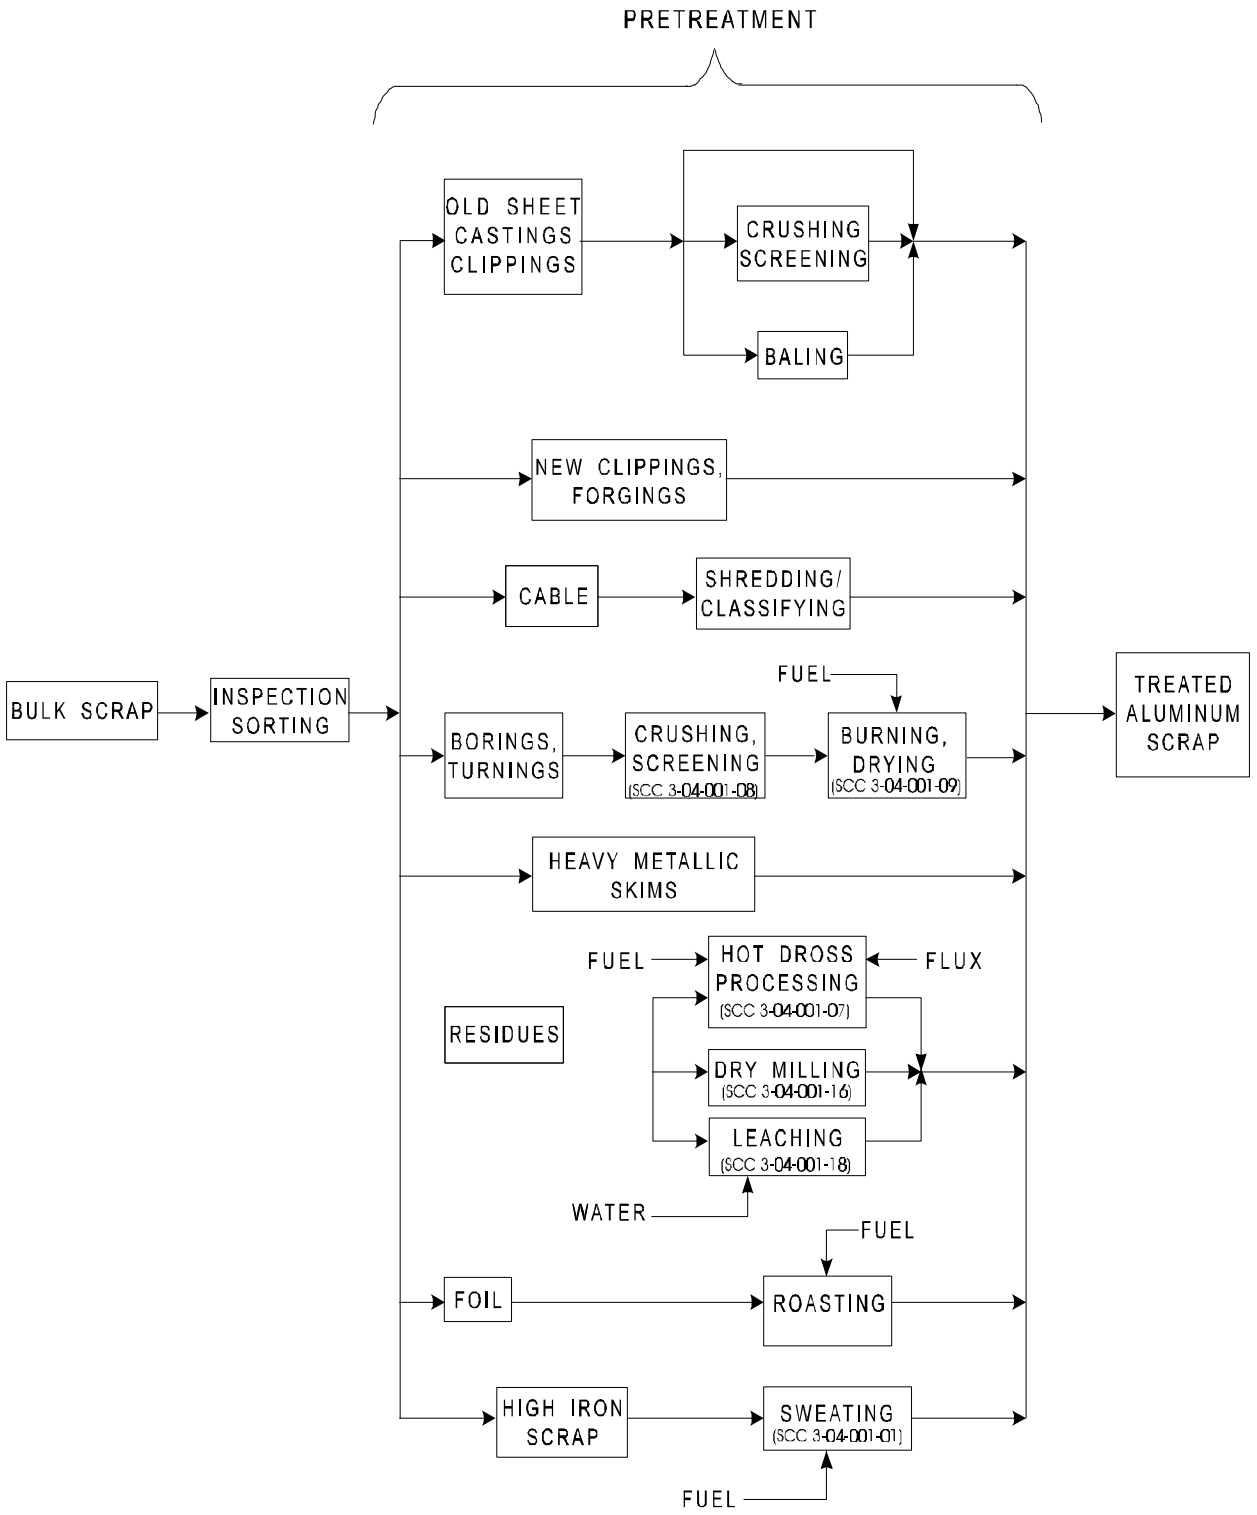 PRETREATMENT
OLD SHEET
CASTINGS
CLIPPINGS
CRUSHING
SCREENING
BALING
NEW CLIPPINGS,
FORGINGS
CABLE
SHREDDING/
CLASSIFYING
BULK SCRAP
INSPECTION
SORTING
BORINGS,
TURNINGS
CRUSHING,
SCREENING
(SCC 3-04-001-08)
FUEL
BURNING,
DRYING
(SCC 3-04-001-09)
TREATED
ALUMINUM
SCRAP
HEAVY METALLIC
SKIMS
RESIDUES
FUEL
HOT DROSS
PROCESSING
(SCC 3-04-001-07)
FLUX
DRY MILLING
(SCC 3-04-001-16)
LEACHING
(SCC 3-04-001-18)
WATER
FOIL
FUEL
ROASTING
HIGH IRON
SCRAP
SWEATING
(SCC 3-04-001-01)
FUEL